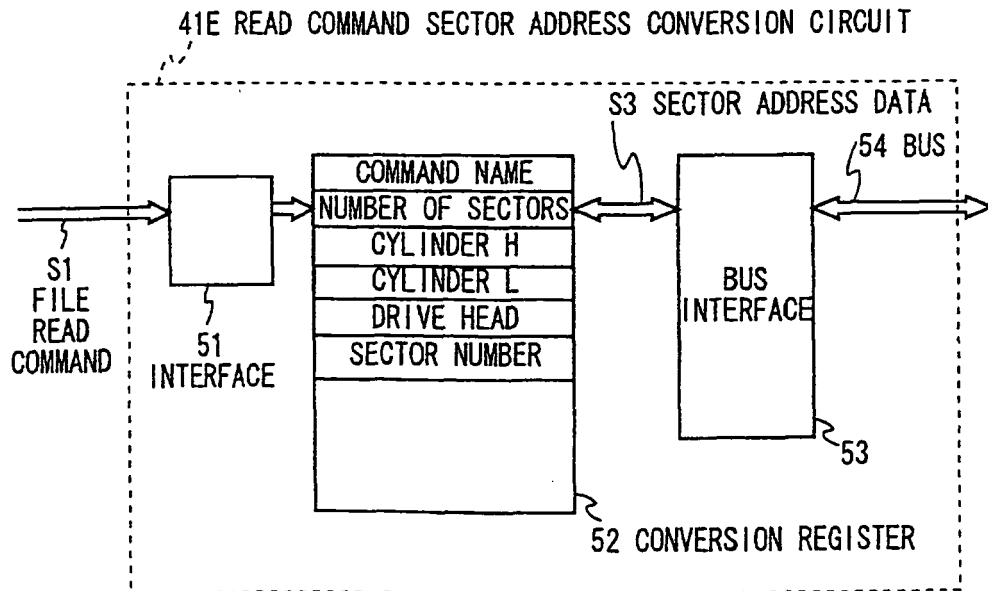 41E READ COMMAND SECTOR ADDRESS CONVERSION CIRCUIT
S3 SECTOR ADDRESS DATA
54 BUS
COMMAND NAME
NUMBER OF SECTORS
CYLINDER H
CYLINDER L
DRIVE HEAD
SECTOR NUMBER
S1
FILE
READ
COMMAND
51
INTERFACE
BUS
INTERFACE
53
52 CONVERSION REGISTER